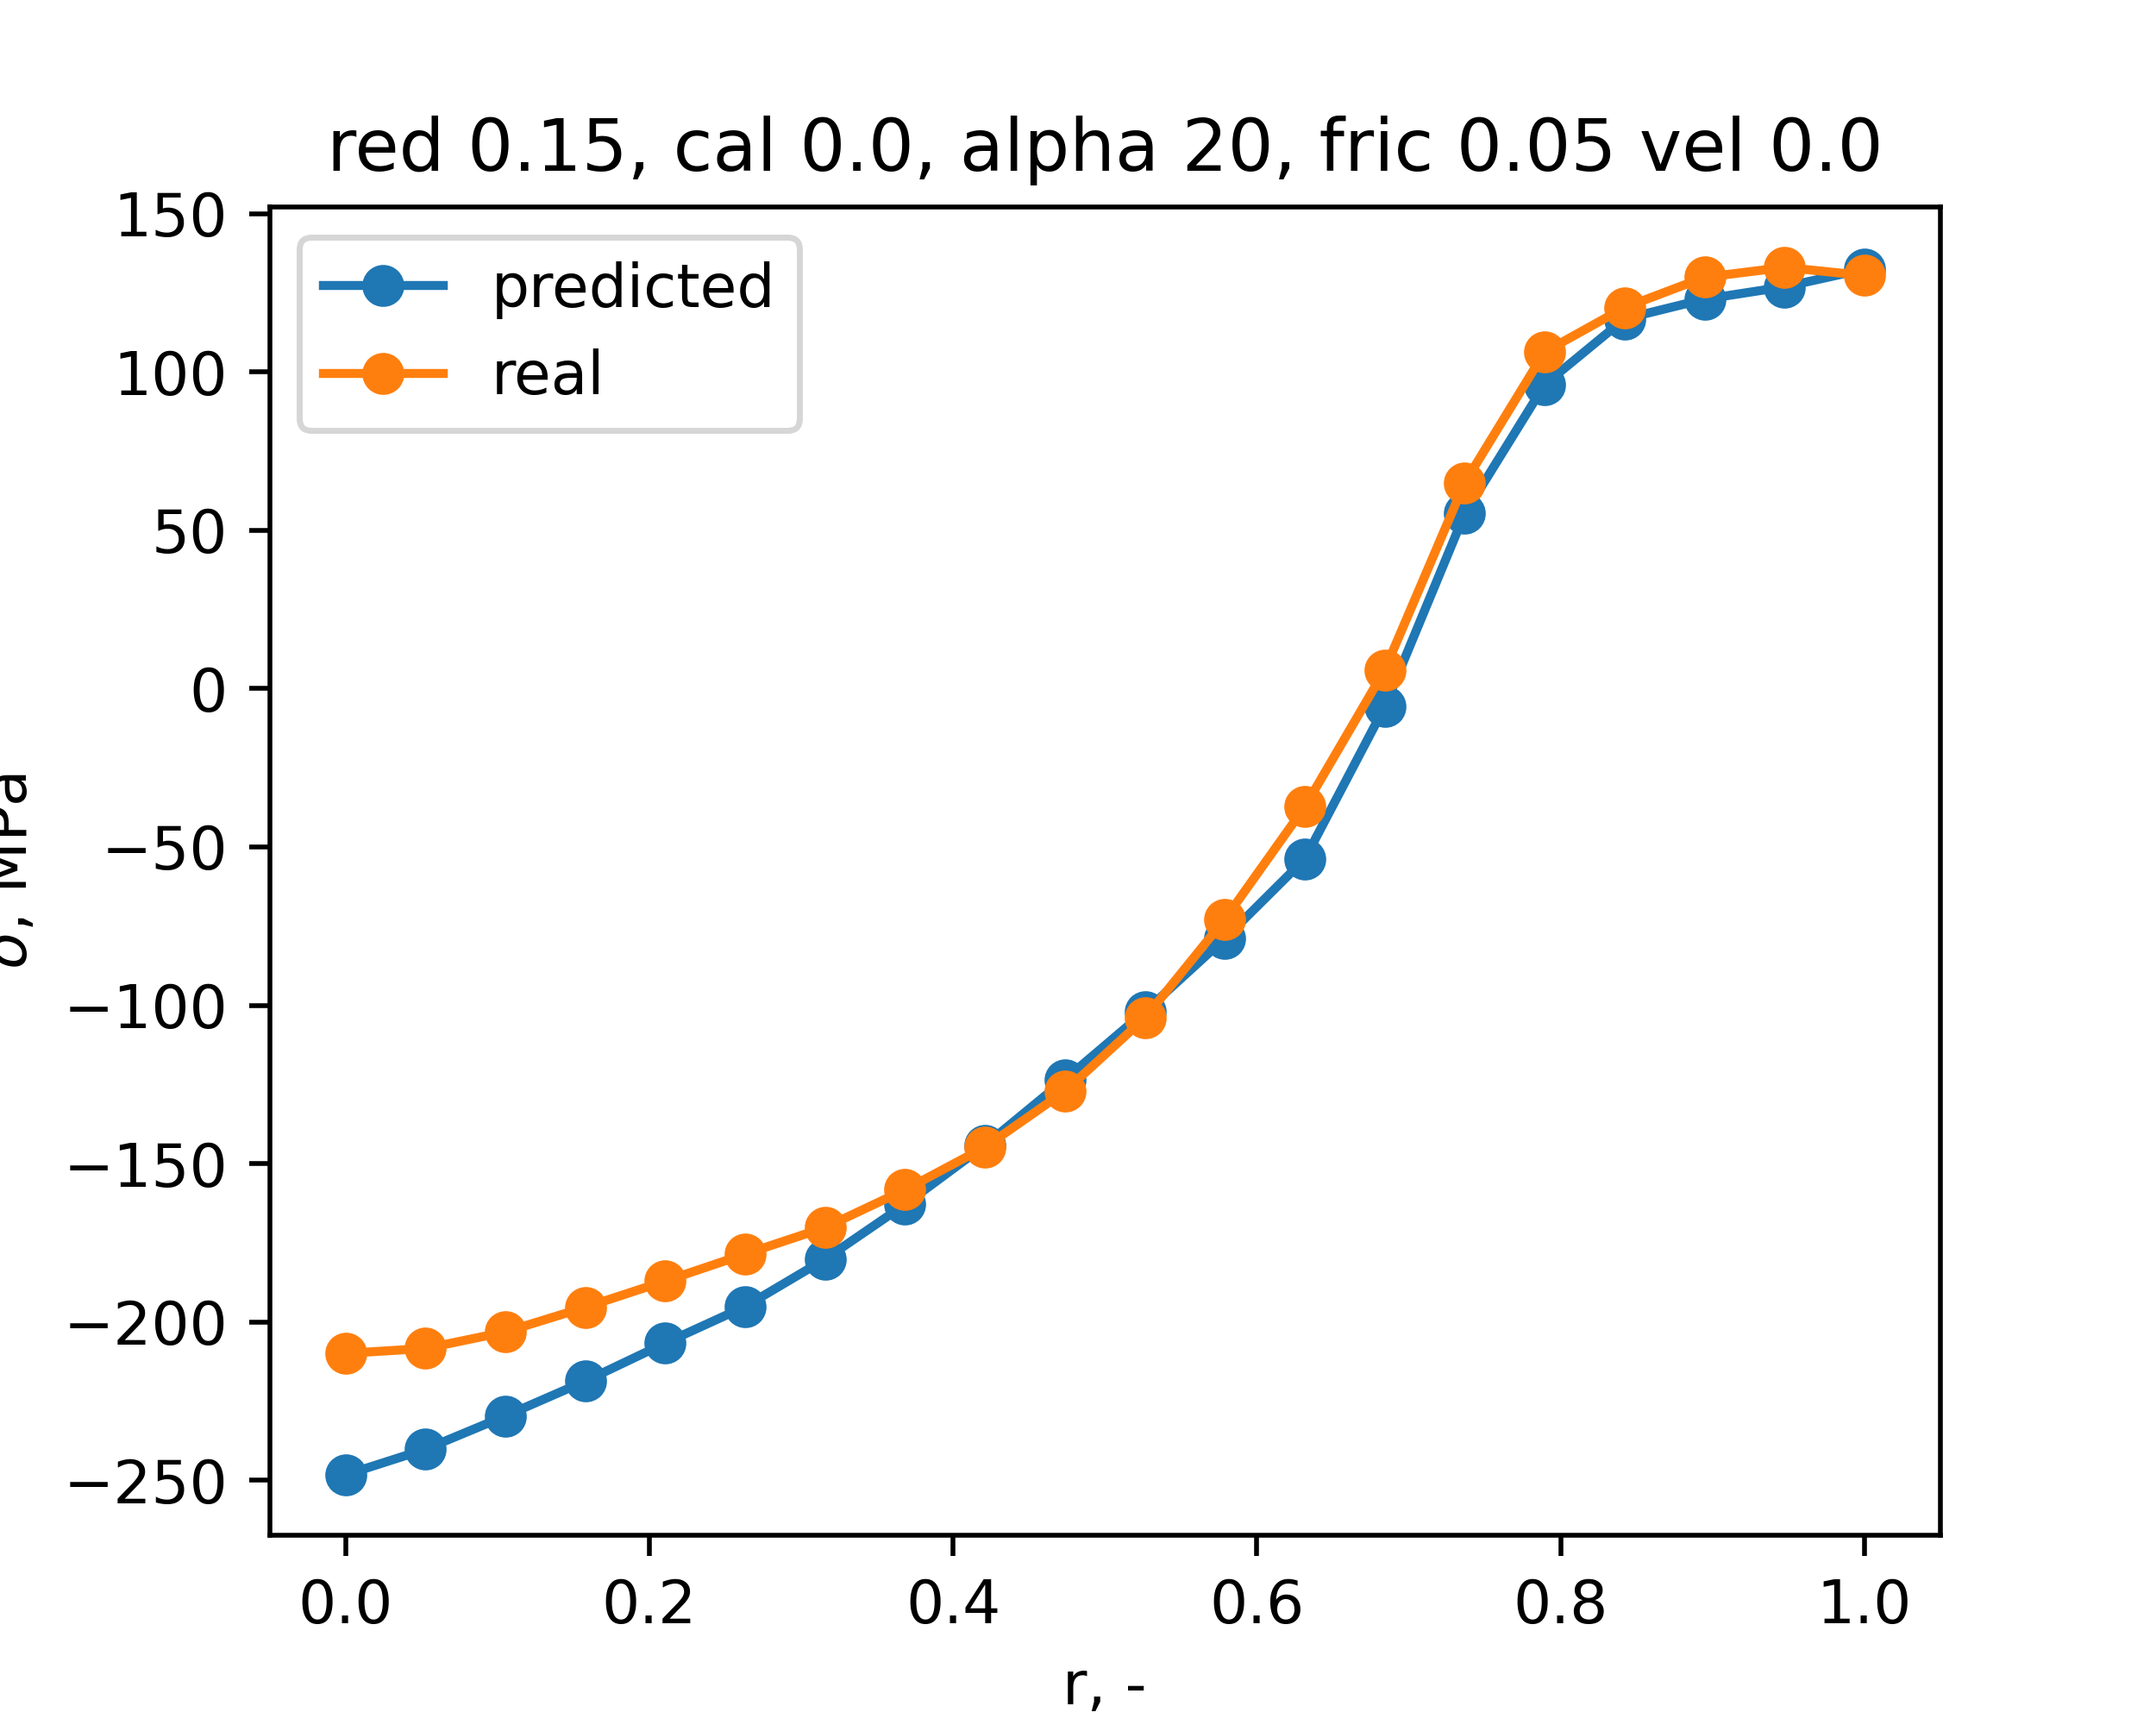 red 0.15, cal 0.0, alpha 20, fric 0.05 vel 0.0
150
100
50
0
−50
−100
−150
−200
−250
σ, MPa
predicted
real
0.0 0.2 0.4 0.6 0.8 1.0
r, -